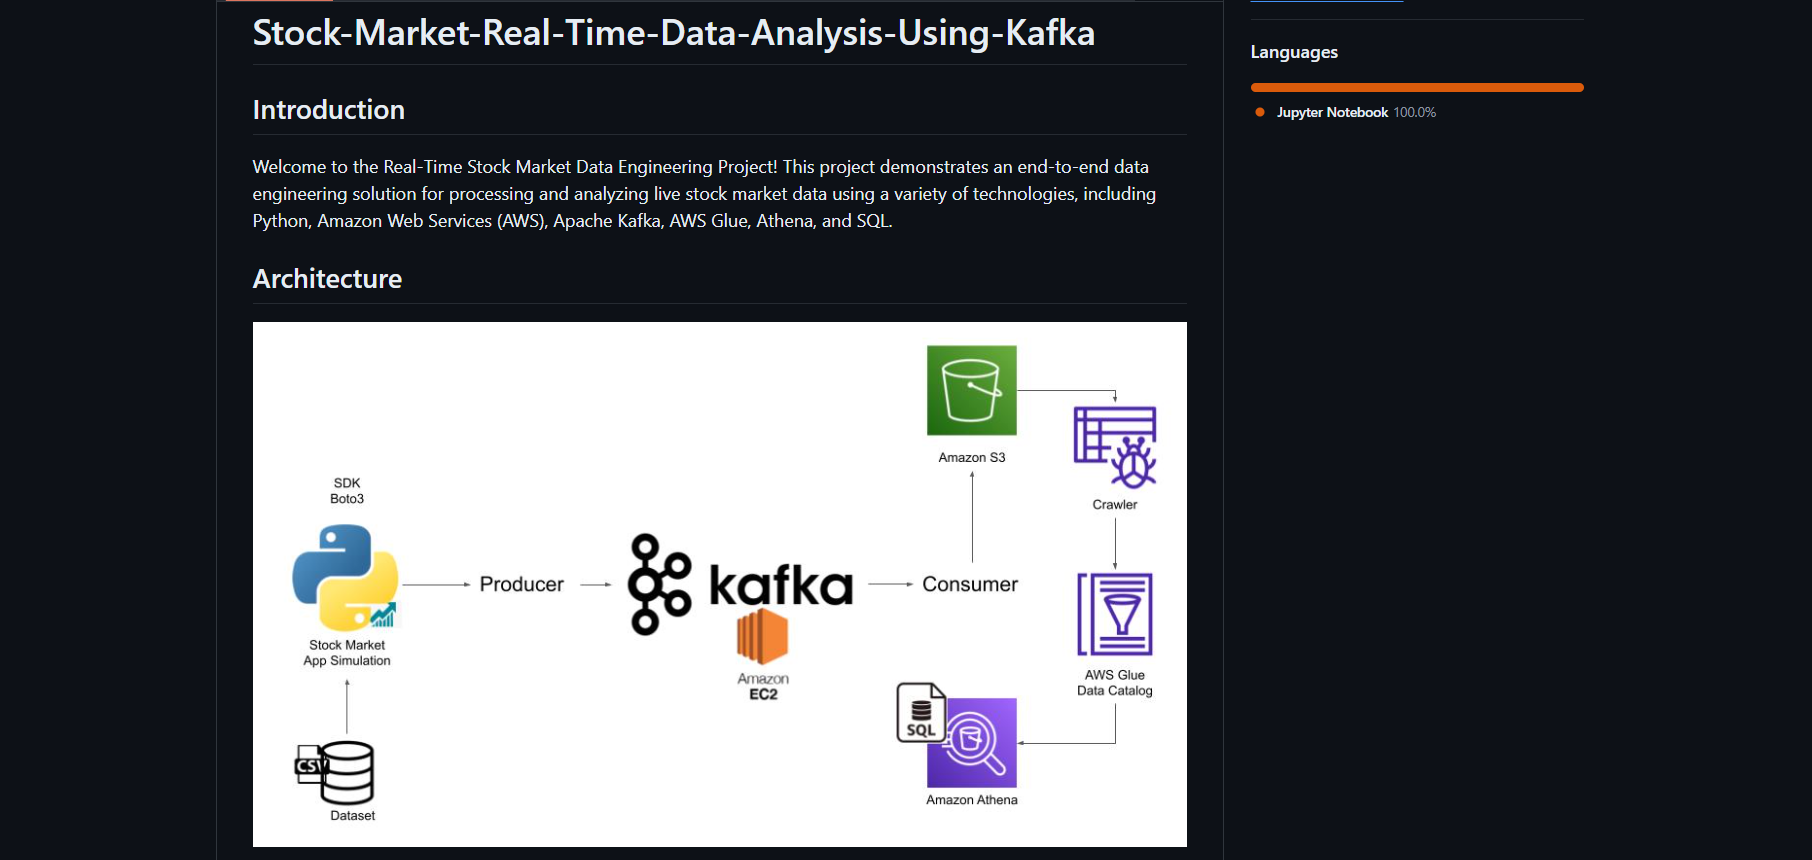 Stock-Market-Real-Time-Data-Analysis-Using-Kafka
Introduction
Welcome to the Real-Time Stock Market Data Engineering Project! This project demonstrates an end-to-end data
engineering solution for processing and analyzing live stock market data using a variety of technologies, including
Python, Amazon Web Services (AWS), Apache Kafka, AWS Glue, Athena, and SQL.
Architecture
SDK
Boto3
Stock Market
App Simulation
CSV
Dataset
Producer
kafka
Amazon
EC2
Consumer
Amazon S3
Crawler
AWS Glue
Data Catalog
SQL
Amazon Athena
Languages
Jupyter Notebook 100.0%